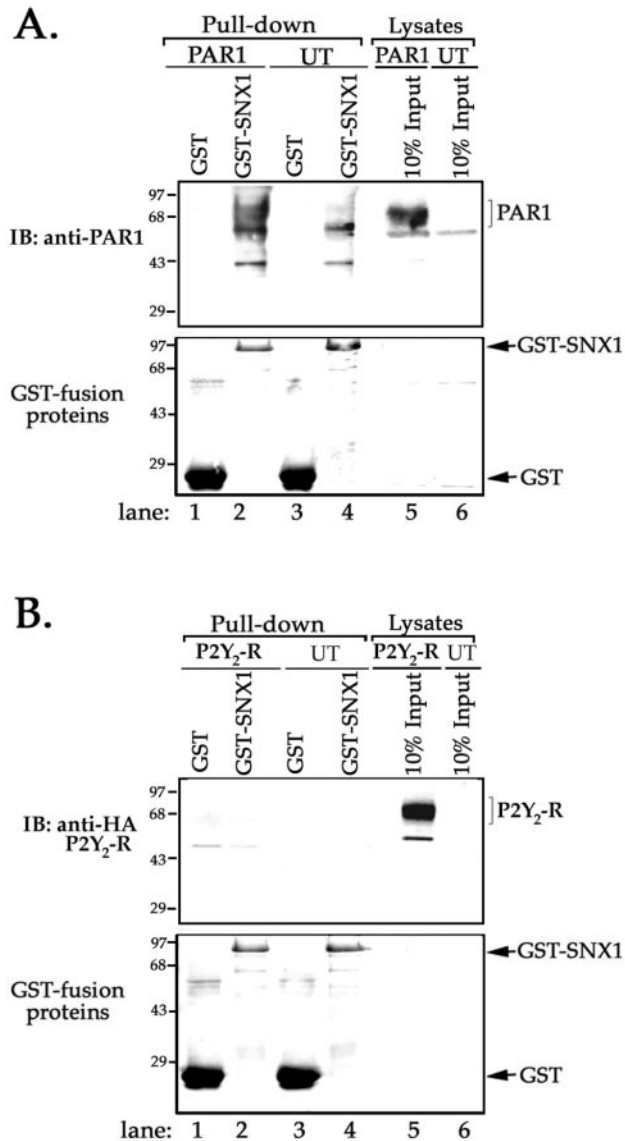 A.
Pull-down Lysates
PAR1 UT PAR1 UT
GST GST-SNX1 GST GST-SNX1 10% Input 10% Input
IB: anti-PAR1
97
68
43
29
PAR1
GST-fusion
proteins
97
68
43
29
GST-SNX1
GST
lane: 1 2 3 4 5 6
B.
Pull-down Lysates
P2Y₂-R UT P2Y₂-R UT
GST GST-SNX1 GST GST-SNX1 10% Input 10% Input
IB: anti-HA
P2Y₂-R
97
68
43
29
P2Y₂-R
GST-fusion
proteins
97
68
43
29
GST-SNX1
GST
lane: 1 2 3 4 5 6